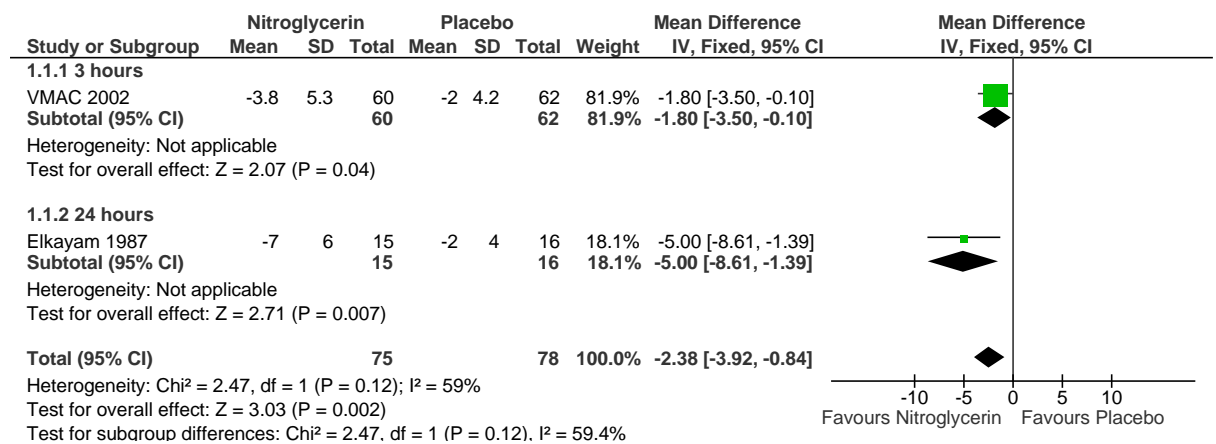 Nitroglycerin Placebo Mean Difference Mean Difference
Study or Subgroup Mean SD Total Mean SD Total Weight IV, Fixed, 95% CI IV, Fixed, 95% CI
1.1.1 3 hours
VMAC 2002 -3.8 5.3 60 -2 4.2 62 81.9% -1.80 [-3.50, -0.10]
Subtotal (95% CI) 60 62 81.9% -1.80 [-3.50, -0.10]
Heterogeneity: Not applicable
Test for overall effect: Z = 2.07 (P = 0.04)
1.1.2 24 hours
Elkayam 1987 -7 6 15 -2 4 16 18.1% -5.00 [-8.61, -1.39]
Subtotal (95% CI) 15 16 18.1% -5.00 [-8.61, -1.39]
Heterogeneity: Not applicable
Test for overall effect: Z = 2.71 (P = 0.007)
Total (95% CI) 75 78 100.0% -2.38 [-3.92, -0.84]
Heterogeneity: Chi² = 2.47, df = 1 (P = 0.12); I² = 59%
Test for overall effect: Z = 3.03 (P = 0.002)
Test for subgroup differences: Chi² = 2.47, df = 1 (P = 0.12), I² = 59.4%
-10 -5 0 5 10
Favours Nitroglycerin Favours Placebo